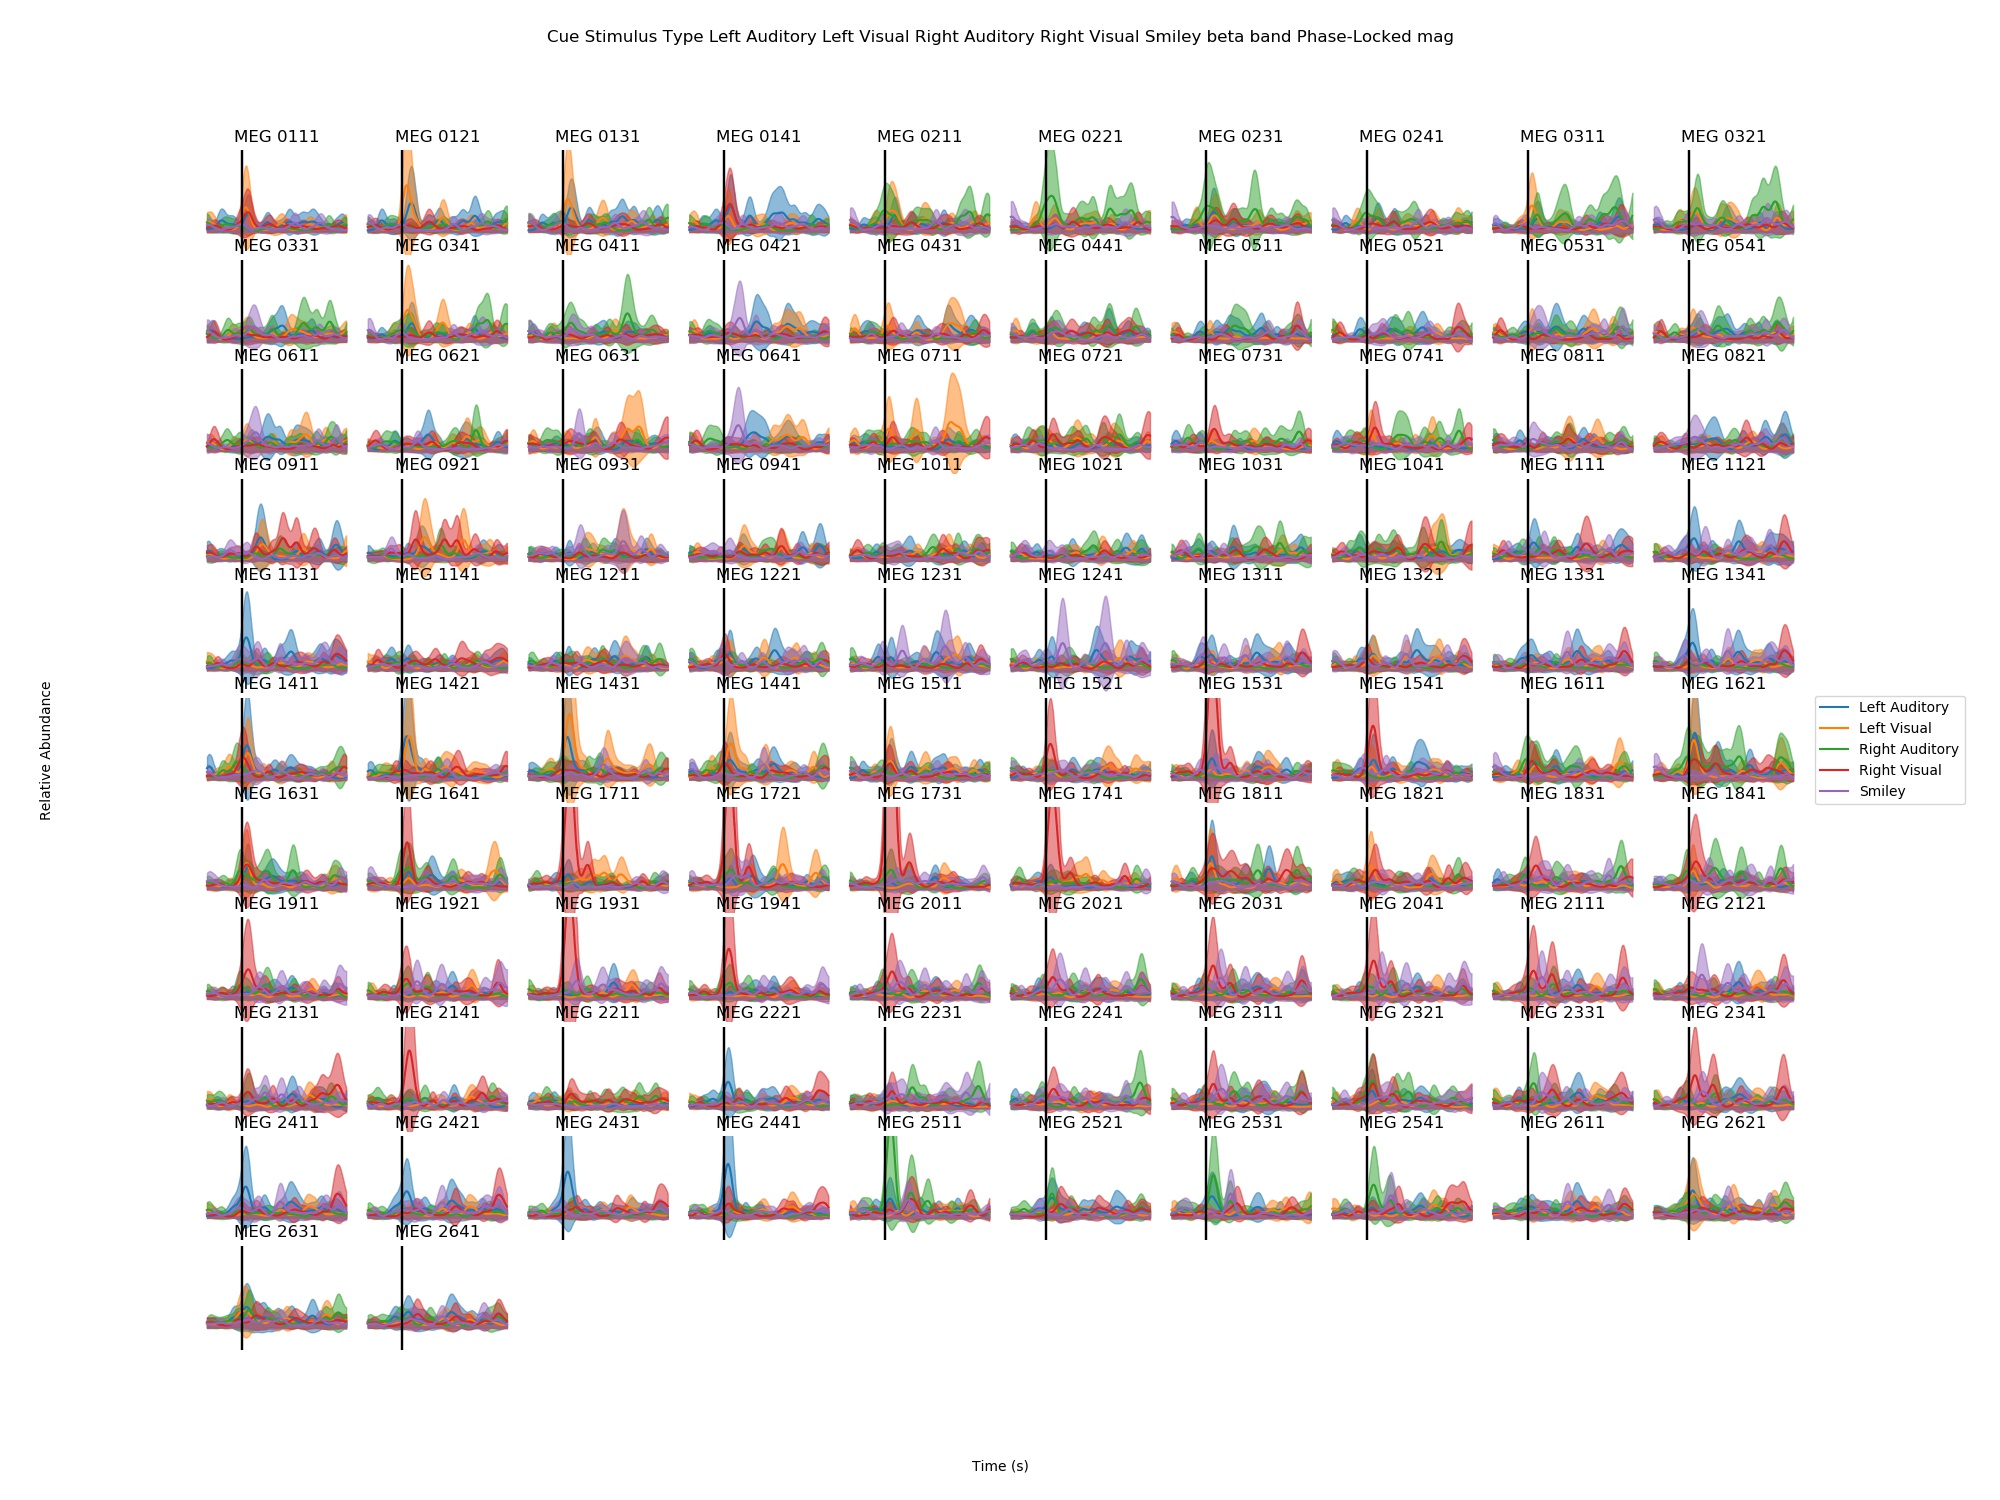 Cue Stimulus Type Left Auditory Left Visual Right Auditory Right Visual Smiley beta band Phase-Locked mag
MEG 0111 MEG 0121 MEG 0131 MEG 0141 MEG 0211 MEG 0221 MEG 0231 MEG 0241 MEG 0311 MEG 0321
MEG 0331 MEG 0341 MEG 0411 MEG 0421 MEG 0431 MEG 0441 MEG 0511 MEG 0521 MEG 0531 MEG 0541
MEG 0611 MEG 0621 MEG 0631 MEG 0641 MEG 0711 MEG 0721 MEG 0731 MEG 0741 MEG 0811 MEG 0821
MEG 0911 MEG 0921 MEG 0931 MEG 0941 MEG 1011 MEG 1021 MEG 1031 MEG 1041 MEG 1111 MEG 1121
MEG 1131 MEG 1141 MEG 1211 MEG 1221 MEG 1231 MEG 1241 MEG 1311 MEG 1321 MEG 1331 MEG 1341
MEG 1411 MEG 1421 MEG 1431 MEG 1441 MEG 1511 MEG 1521 MEG 1531 MEG 1541 MEG 1611 MEG 1621
MEG 1631 MEG 1641 MEG 1711 MEG 1721 MEG 1731 MEG 1741 MEG 1811 MEG 1821 MEG 1831 MEG 1841
MEG 1911 MEG 1921 MEG 1931 MEG 1941 MEG 2011 MEG 2021 MEG 2031 MEG 2041 MEG 2111 MEG 2121
MEG 2131 MEG 2141 MEG 2211 MEG 2221 MEG 2231 MEG 2241 MEG 2311 MEG 2321 MEG 2331 MEG 2341
MEG 2411 MEG 2421 MEG 2431 MEG 2441 MEG 2511 MEG 2521 MEG 2531 MEG 2541 MEG 2611 MEG 2621
MEG 2631 MEG 2641
Relative Abundance
Left Auditory
Left Visual
Right Auditory
Right Visual
Smiley
Time (s)